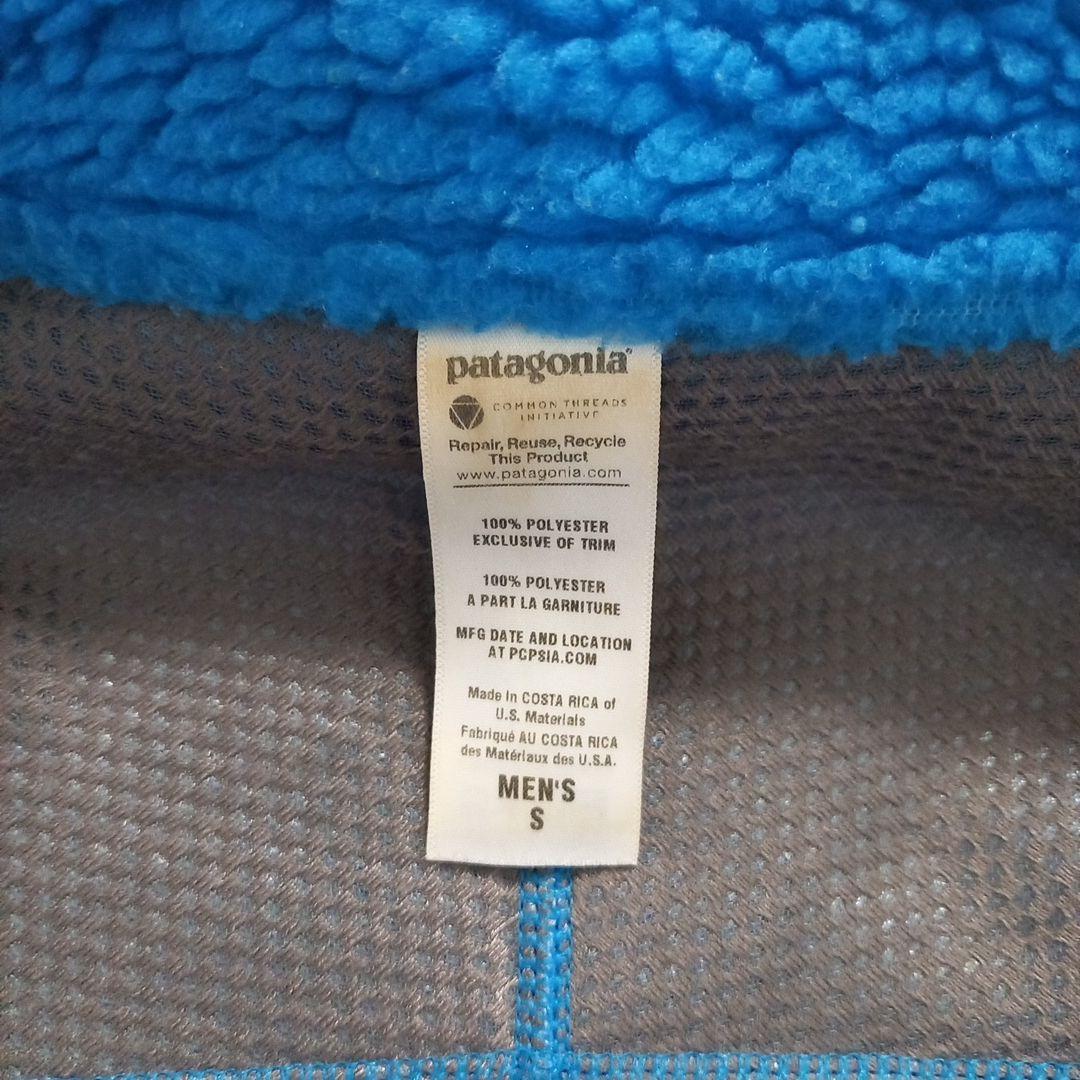 patagonia®
COMMON THREADS
INITIATIVE
Repair, Reuse, Recycle
This Product
www.patagonia.com
100% POLYESTER
EXCLUSIVE OF TRIM
100% POLYESTER
A PART LA GARNITURE
MFG DATE AND LOCATION
AT PCPSIA.COM
Made in COSTA RICA of
U.S. Materials
Fabriqué AU COSTA RICA
des Matériaux des U.S.A.
MEN'S
S